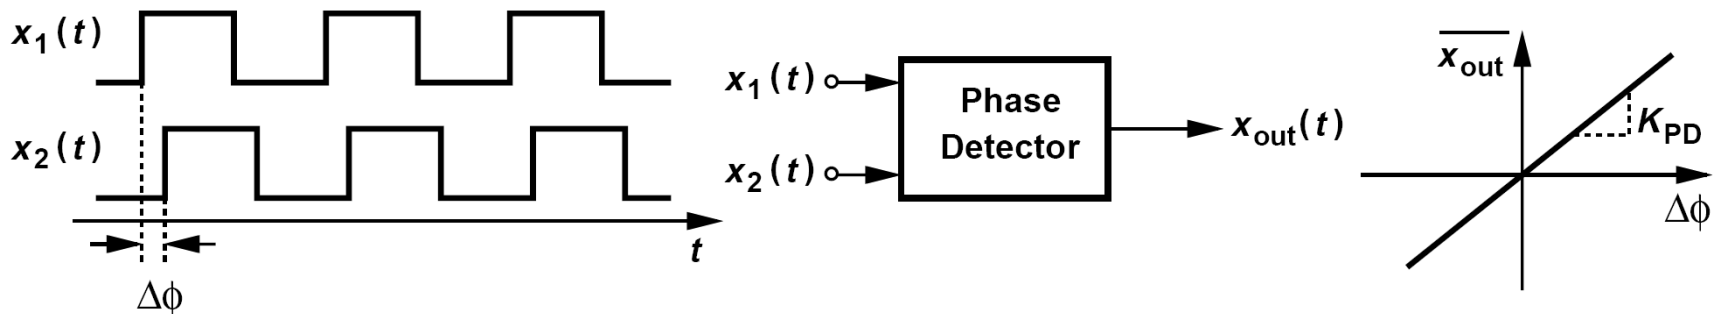 x1(t)
x2(t)
t
Δϕ
x1(t)
x2(t)
Phase
Detector
xout(t)
xout
KPD
Δϕ